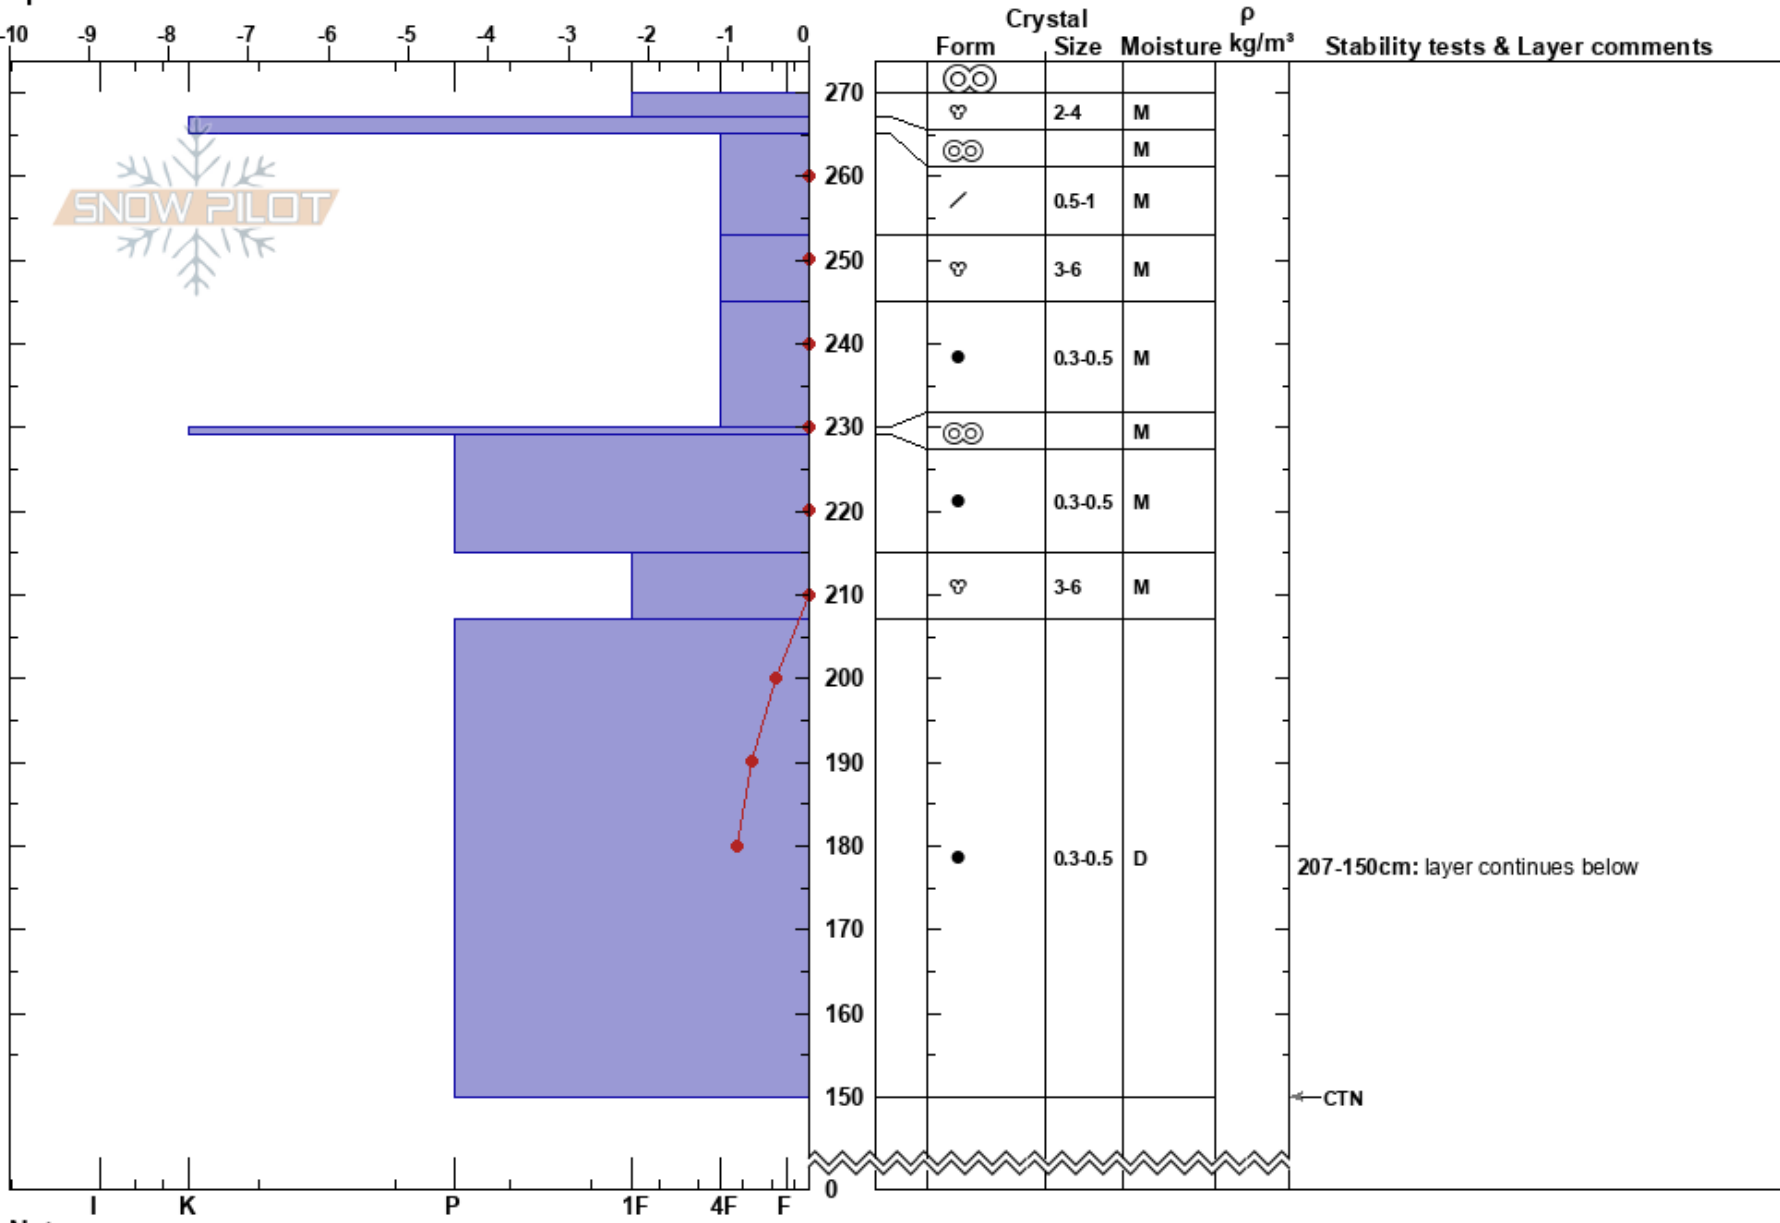 Crystal ρ
-10 -9 -8 -7 -6 -5 -4 -3 -2 -1 0 Form Size Moisture kg/m³ Stability tests & Layer comments
270
2-4 M
M
SNOW PILOT
260
0.5-1 M
250 3-6 M
240 0.3-0.5 M
230 M
220 0.3-0.5 M
210 3-6 M
200
190
180 0.3-0.5 D 207-150cm: layer continues below
170
160
150 CTN
0
I K P 1F 4F F